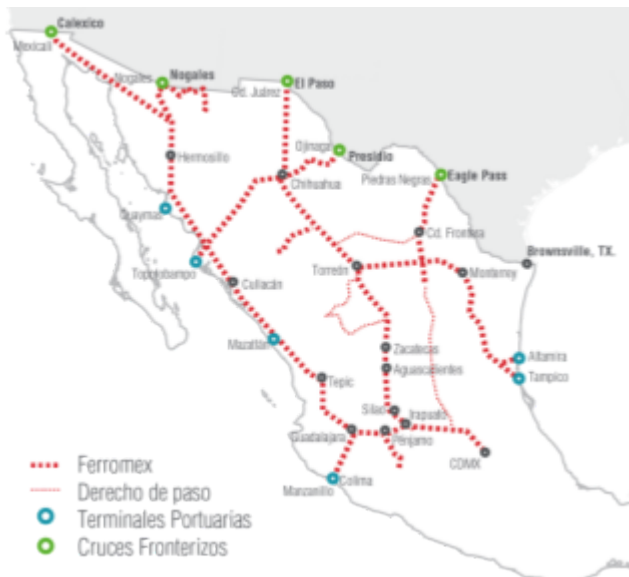 Calexico
Mexicali
Nogales
Nogales
El Paso
Cd. Juárez
Ojinaga
Presidio
Hermosillo
Chihuahua
Piedras Negras
Eagle Pass
Guaymas
Cd. Frontera
Brownsville, TX.
Topolobampo
Torreón
Monterrey
Culiacán
Mazatlán
Zacatecas
Altamira
Aguascalientes
Tampico
Tepic
Silao
Irapuato
Guadalajara
Pénjamo
CDMX
Colima
Manzanillo
Ferromex
Derecho de paso
Terminales Portuarias
Cruces Fronterizos